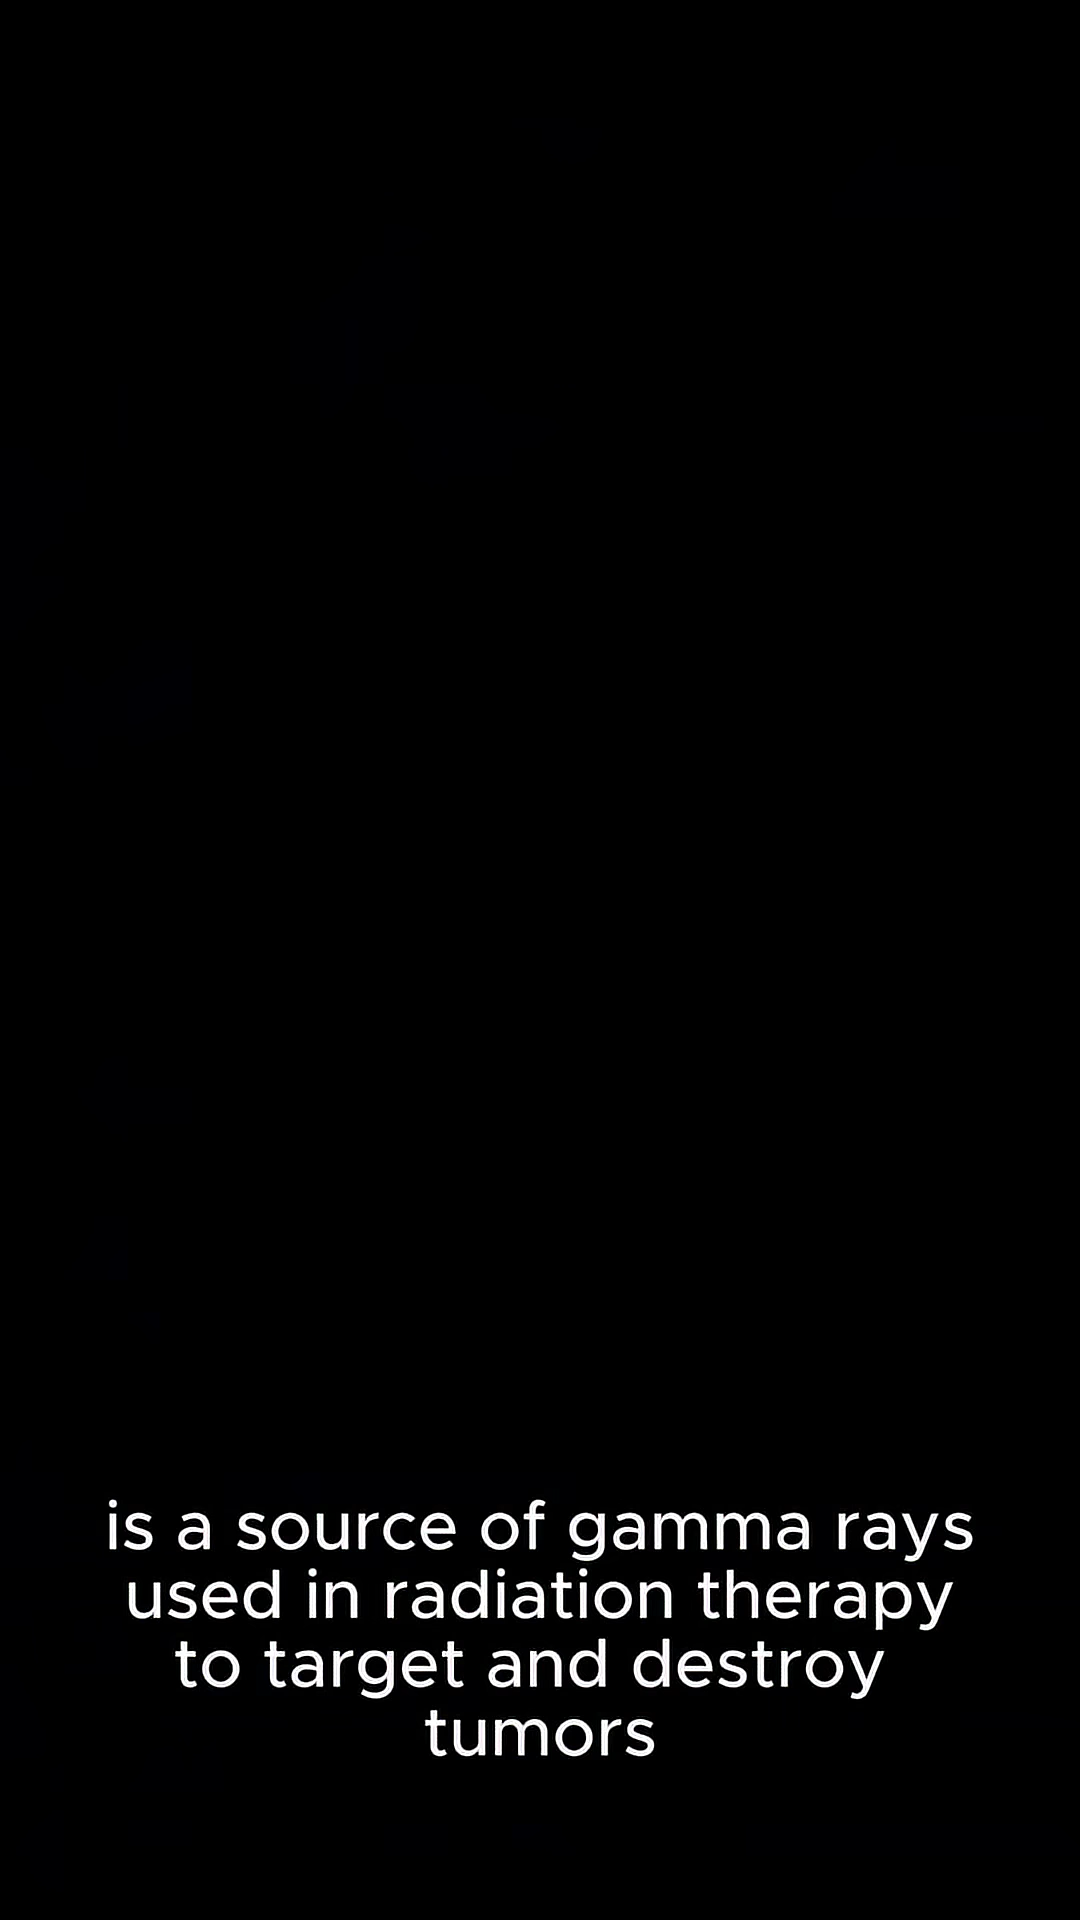 is a source of gamma rays
used in radiation therapy
to target and destroy
tumors